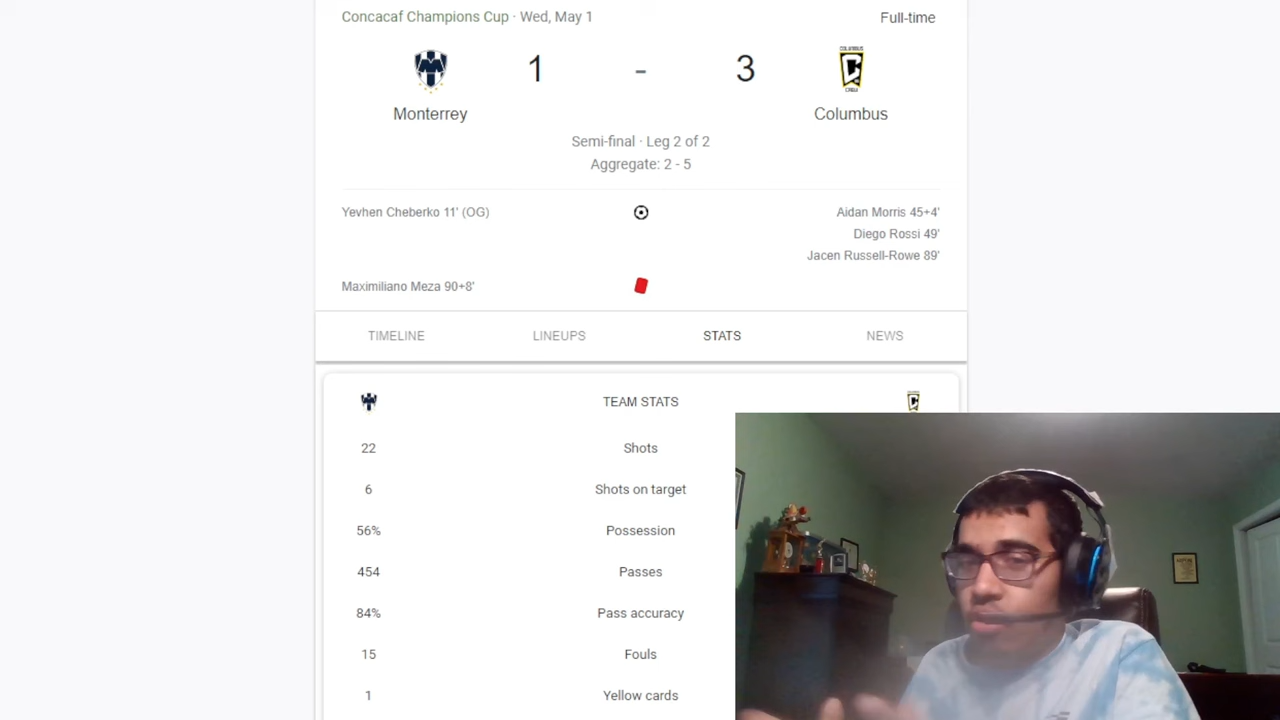 Concacaf Champions Cup · Wed, May 1
Full-time
1 - 3
Monterrey
Columbus
Semi-final · Leg 2 of 2
Aggregate: 2 - 5
Yevhen Cheberko 11' (OG)
Aidan Morris 45+4'
Diego Rossi 49'
Jacen Russell-Rowe 89'
Maximiliano Meza 90+8'
TIMELINE LINEUPS STATS NEWS
TEAM STATS
22 Shots
6 Shots on target
56% Possession
454 Passes
84% Pass accuracy
15 Fouls
1 Yellow cards